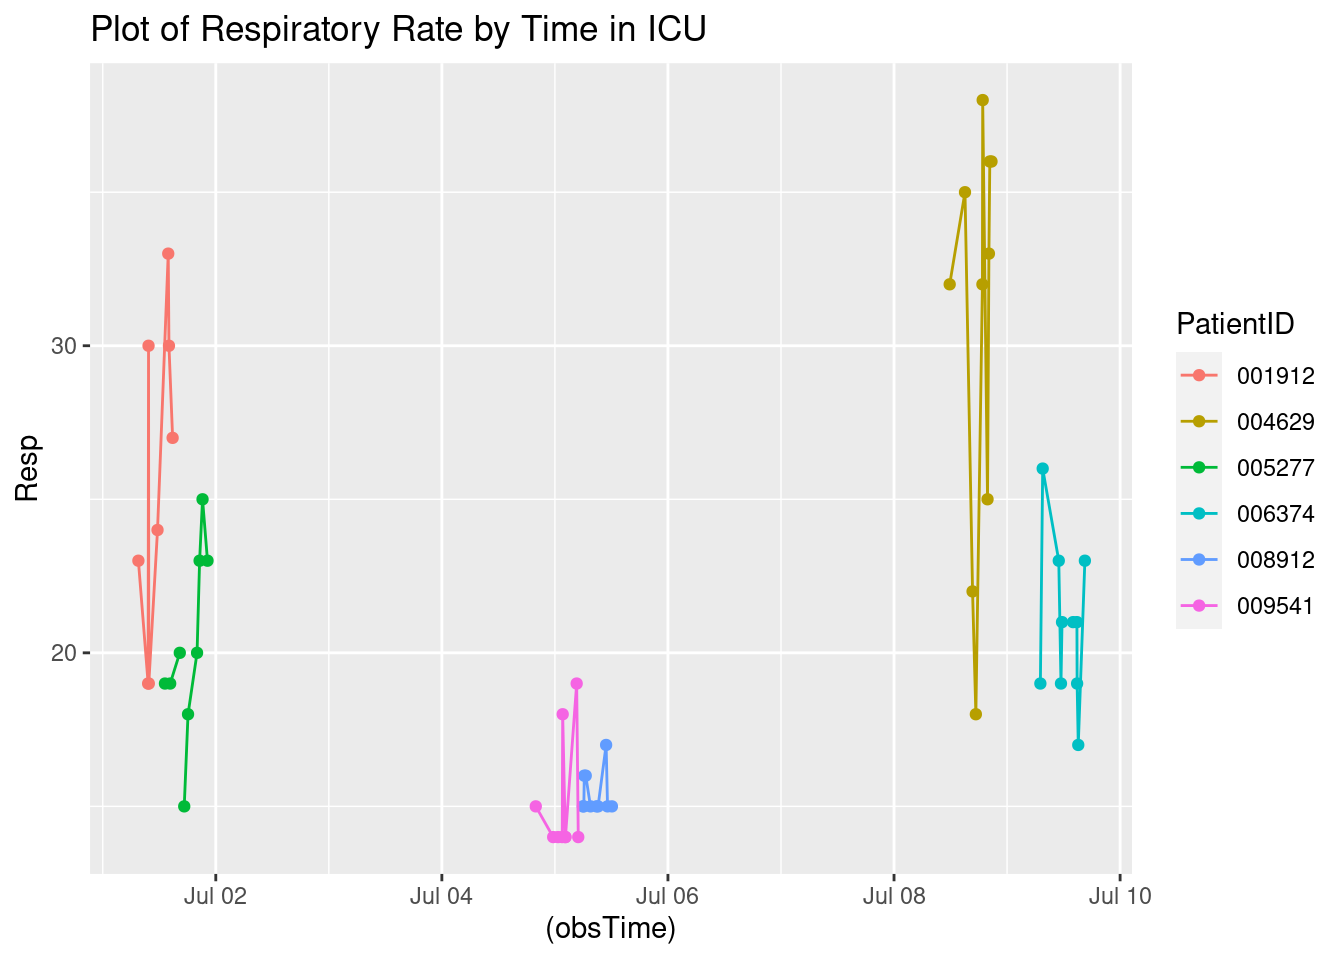 Plot of Respiratory Rate by Time in ICU
Resp
30
20
Jul 02
Jul 04
Jul 06
Jul 08
Jul 10
(obsTime)
PatientID
001912
004629
005277
006374
008912
009541